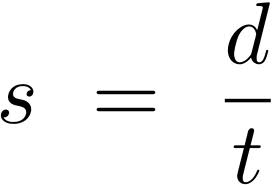 s = d/t